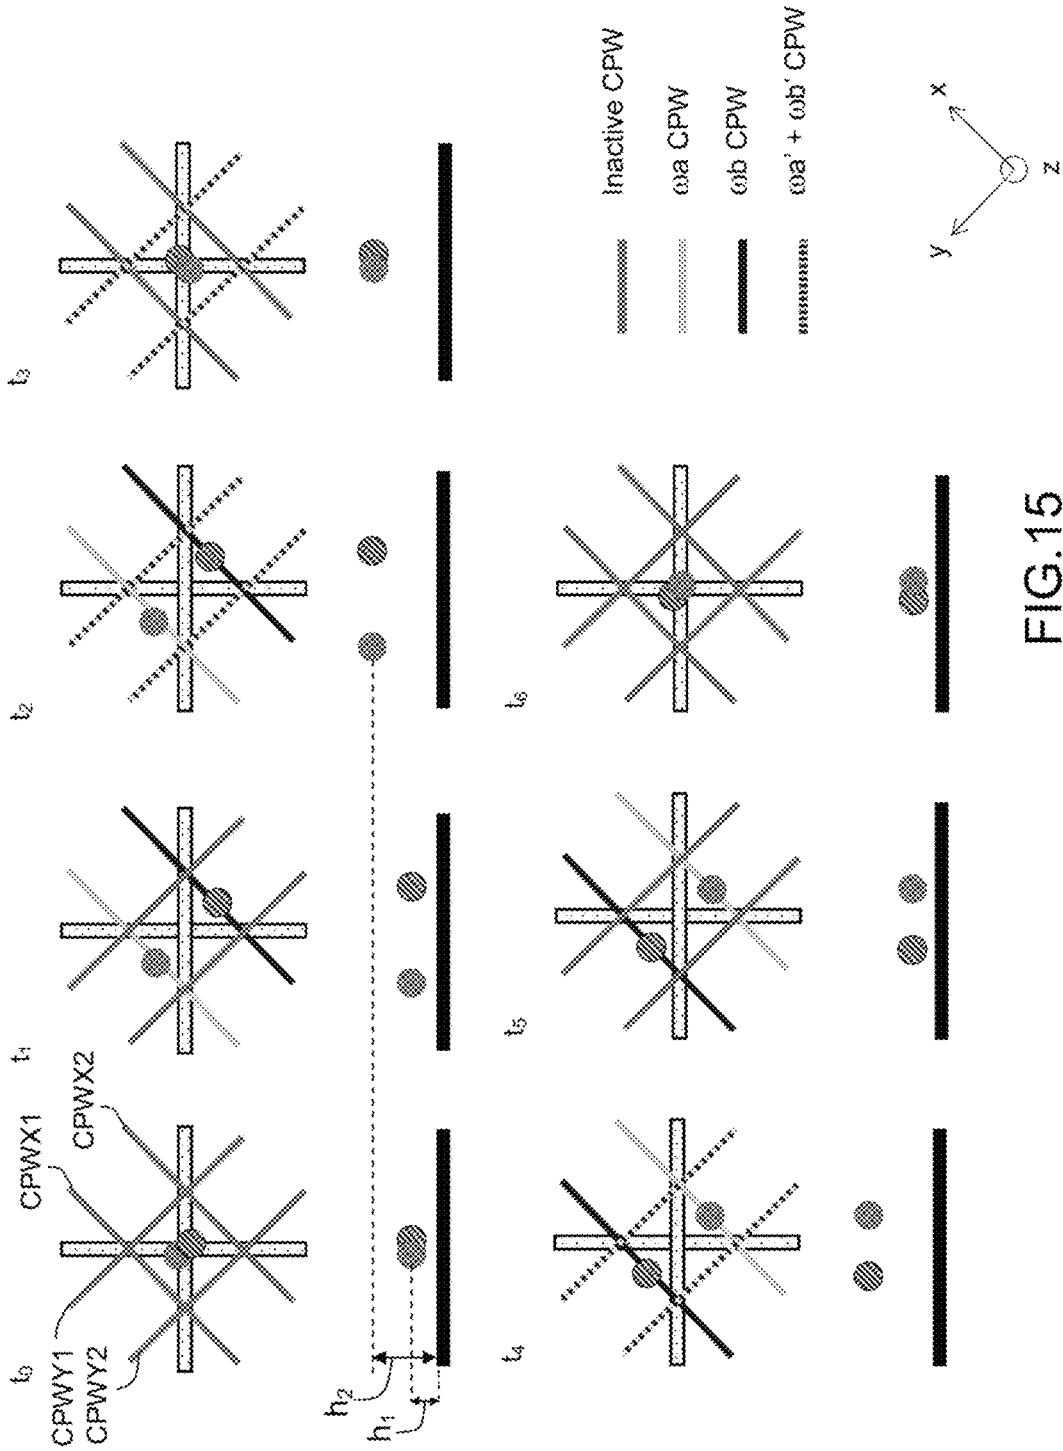 t₀
CPWY1
CPWY2
CPWX1
CPWX2
t₁
t₂
t₃
h₂
h₁
t₄
t₅
t₆
Inactive CPW
ωa CPW
ωb CPW
ωa' + ωb' CPW
y
x
z
FIG.15